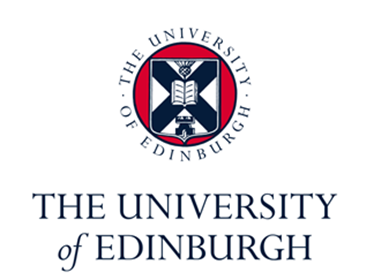 · THE UNIVERSITY ·
OF EDINBURGH
THE UNIVERSITY
of EDINBURGH